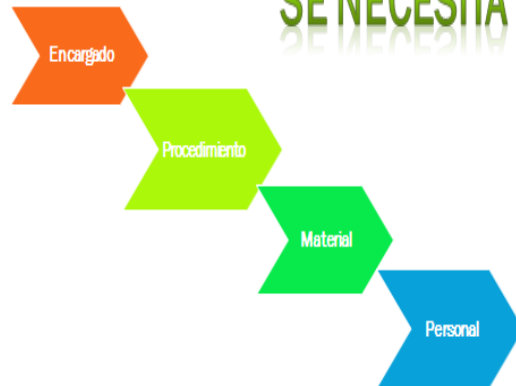 SE NECESITA
Encargado
Procedimiento
Material
Personal